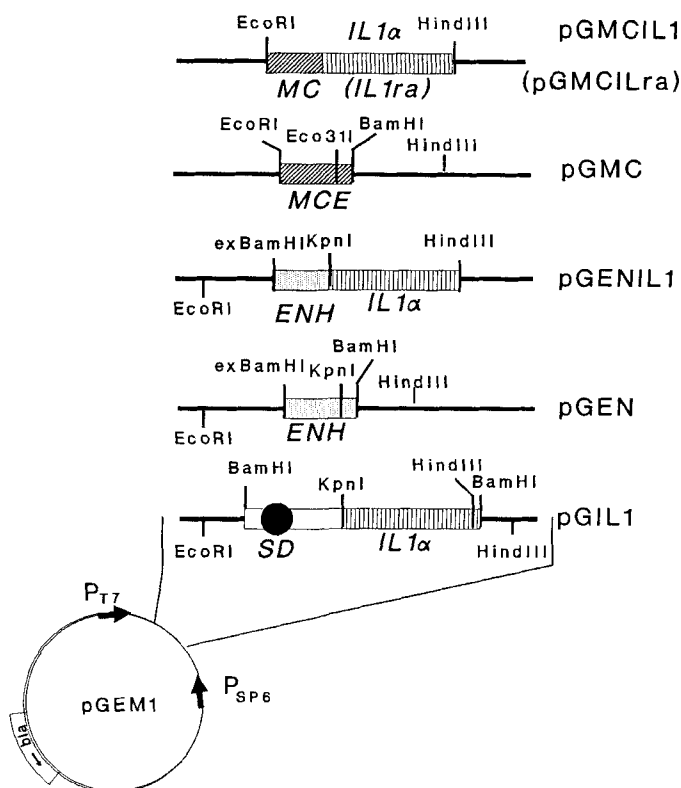 EcoRI IL1α HindIII pGMCIL1
MC (IL1ra) (pGMCILra)
EcoRI Eco31I BamHI HindIII pGMC
MCE
exBamHI KpnI HindIII pGENIL1
EcoRI ENH IL1α
exBamHI KpnI BamHI HindIII pGEN
EcoRI ENH
BamHI KpnI HindIII BamHI pGIL1
EcoRI SD IL1α HindIII
PT7
PSP6
pGEM1
← bla